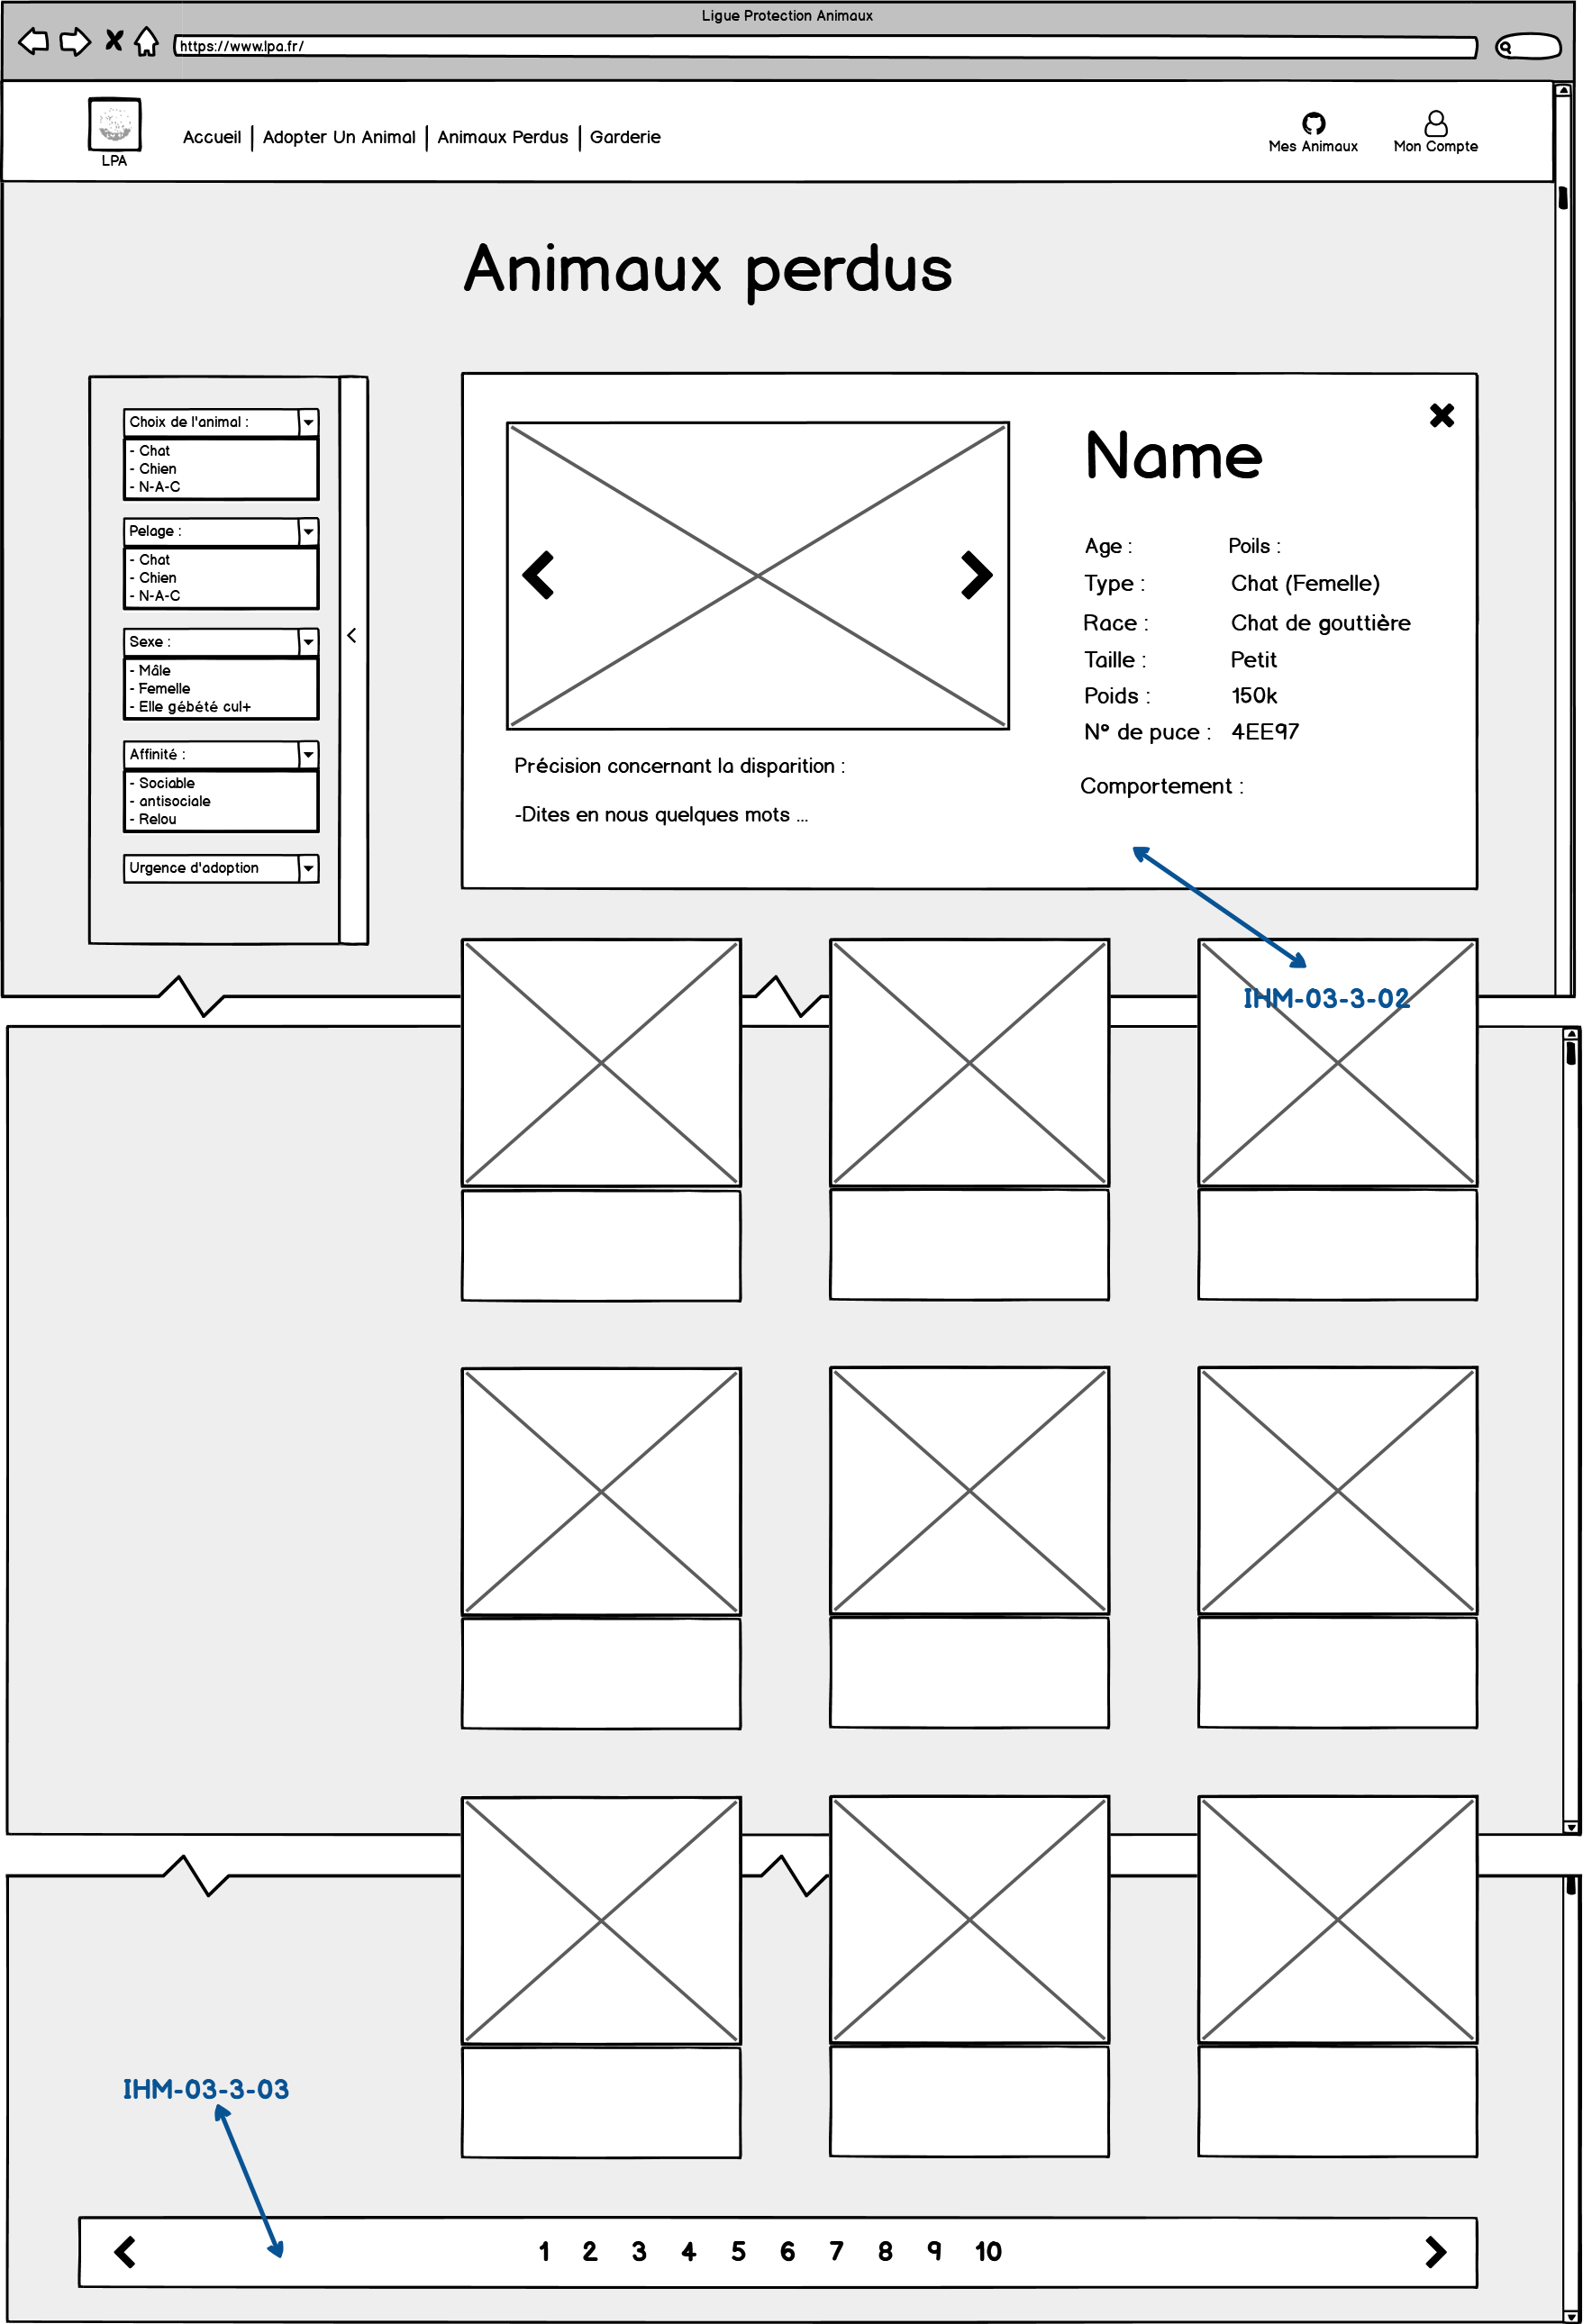 Ligue Protection Animaux
https://www.lpa.fr/
LPA
Accueil | Adopter Un Animal | Animaux Perdus | Garderie
Mes Animaux
Mon Compte
Animaux perdus
Choix de l'animal :
- Chat
- Chien
- N-A-C
Pelage :
- Chat
- Chien
- N-A-C
Sexe :
- Mâle
- Femelle
- Elle gébété cul+
Affinité :
- Sociable
- antisociale
- Relou
Urgence d'adoption
Name
Age :
Poils :
Type : Chat (Femelle)
Race : Chat de gouttière
Taille : Petit
Poids : 150k
N° de puce : 4EE97
Comportement :
Précision concernant la disparition :
-Dites en nous quelques mots ...
IHM-03-3-02
IHM-03-3-03
1 2 3 4 5 6 7 8 9 10